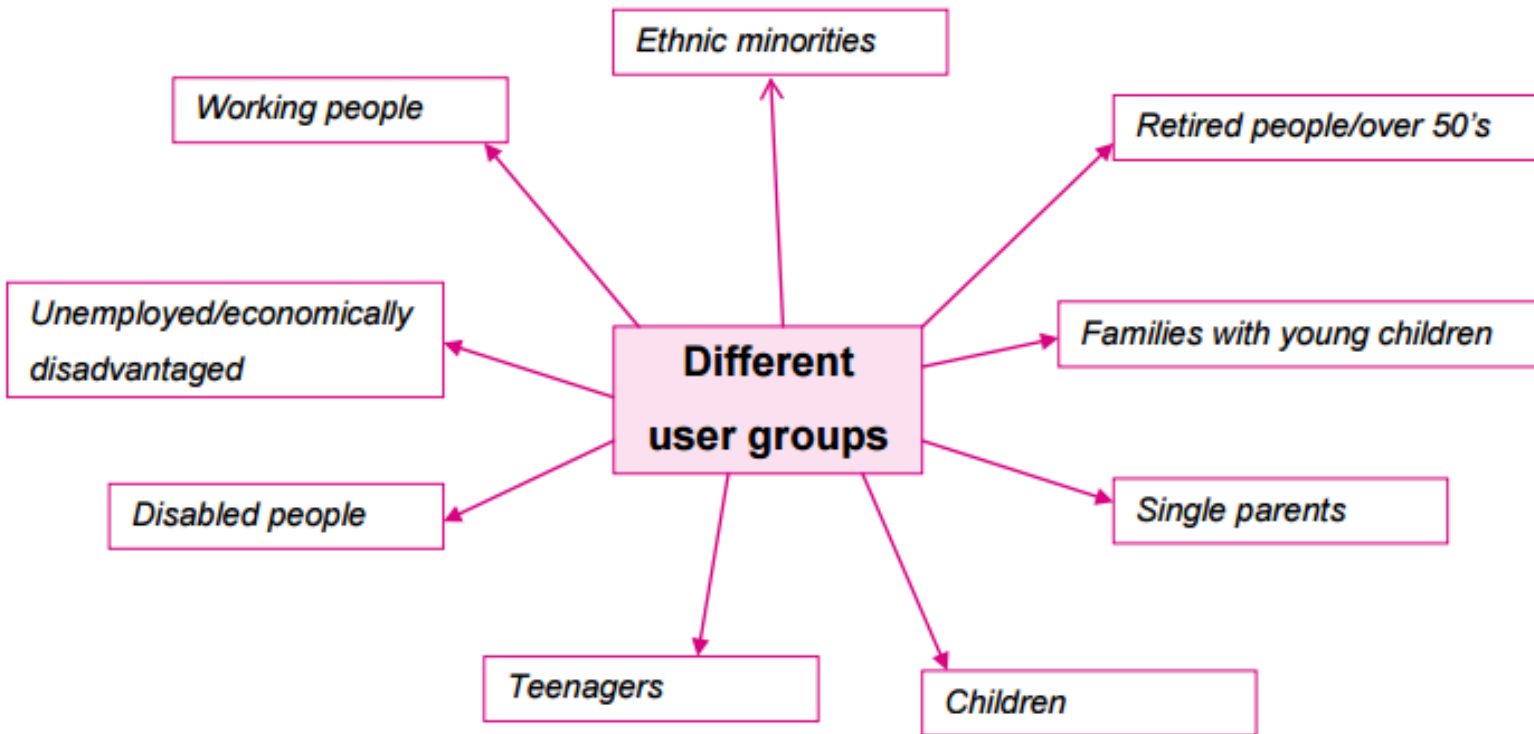 Ethnic minorities
Working people
Retired people/over 50's
Unemployed/economically
disadvantaged
Families with young children
Different
user groups
Disabled people
Single parents
Teenagers
Children